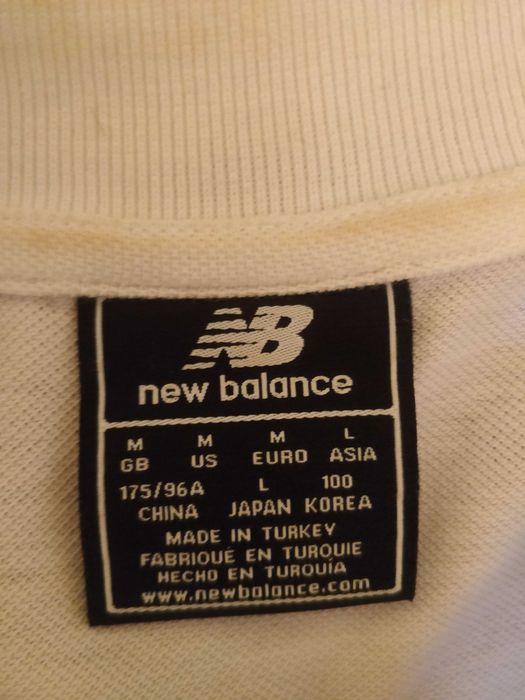 NB
new balance
M M M L
GB US EURO ASIA
175/96A L 100
CHINA JAPAN KOREA
MADE IN TURKEY
FABRIQUÉ EN TURQUIE
HECHO EN TURQUÍA
www.newbalance.com